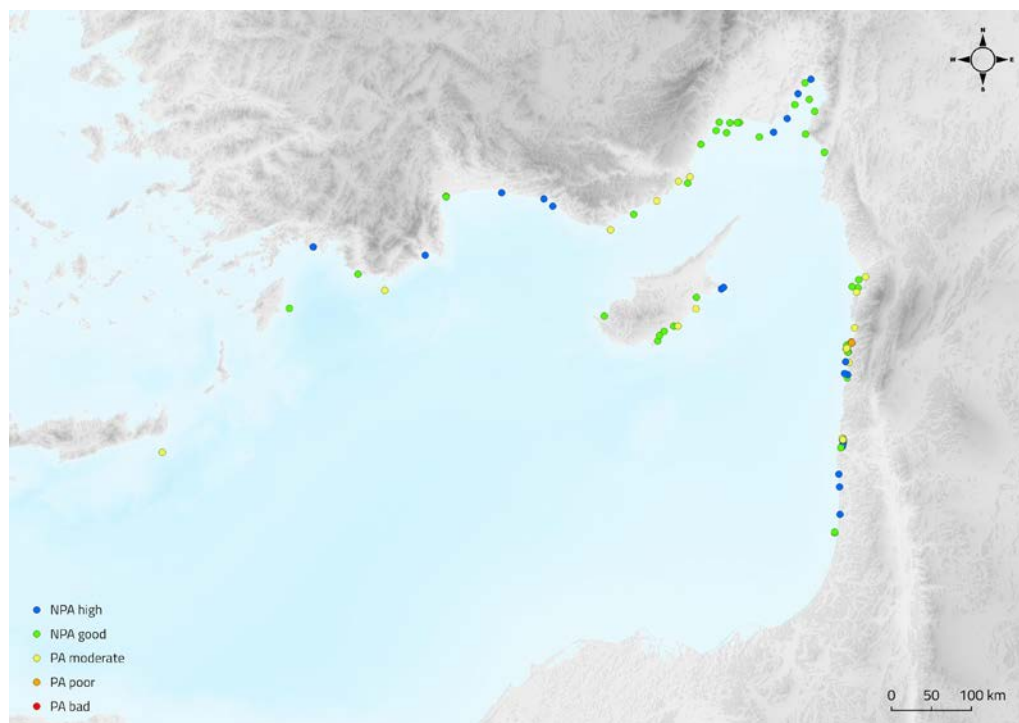 N
W E
S
NPA high
NPA good
PA moderate
PA poor
PA bad
0 50 100 km